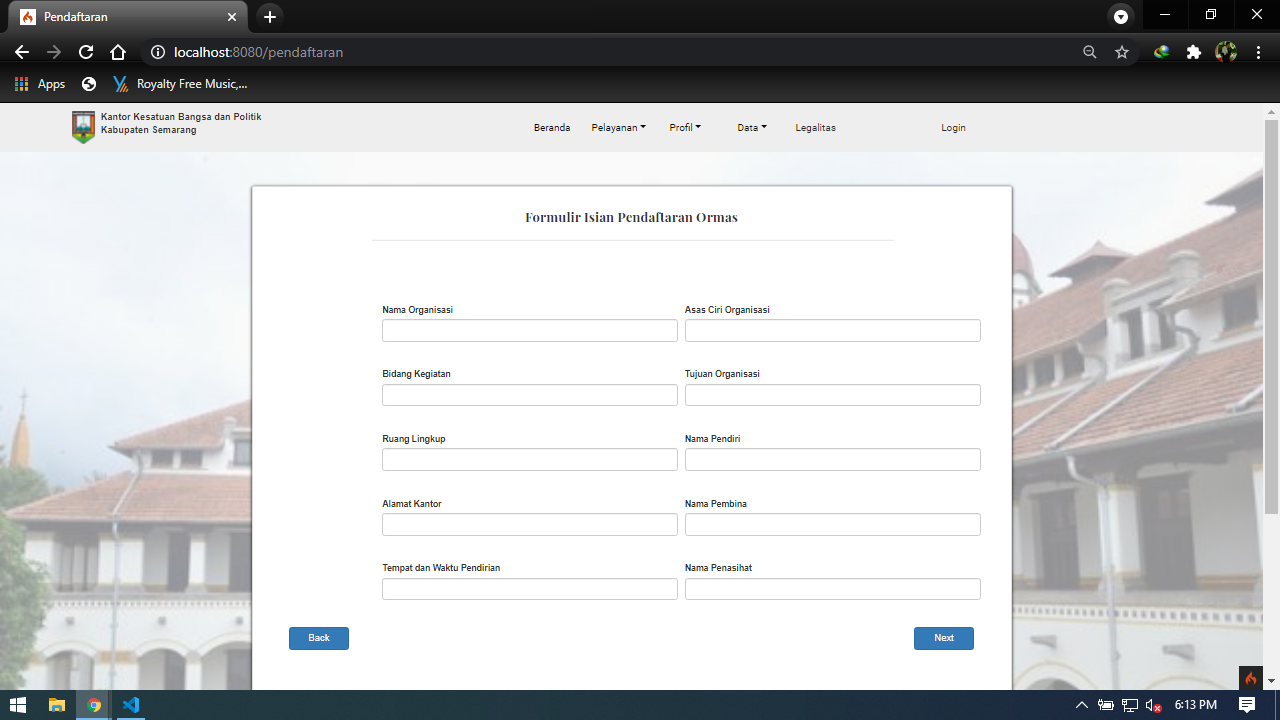 Pendaftaran
localhost:8080/pendaftaran
Apps
Royalty Free Music,...
Kantor Kesatuan Bangsa dan Politik
Kabupaten Semarang
Beranda Pelayanan Profil Data Legalitas Login
Formulir Isian Pendaftaran Ormas
Nama Organisasi Asas Ciri Organisasi
Bidang Kegiatan Tujuan Organisasi
Ruang Lingkup Nama Pendiri
Alamat Kantor Nama Pembina
Tempat dan Waktu Pendirian Nama Penasihat
Back Next
6:13 PM